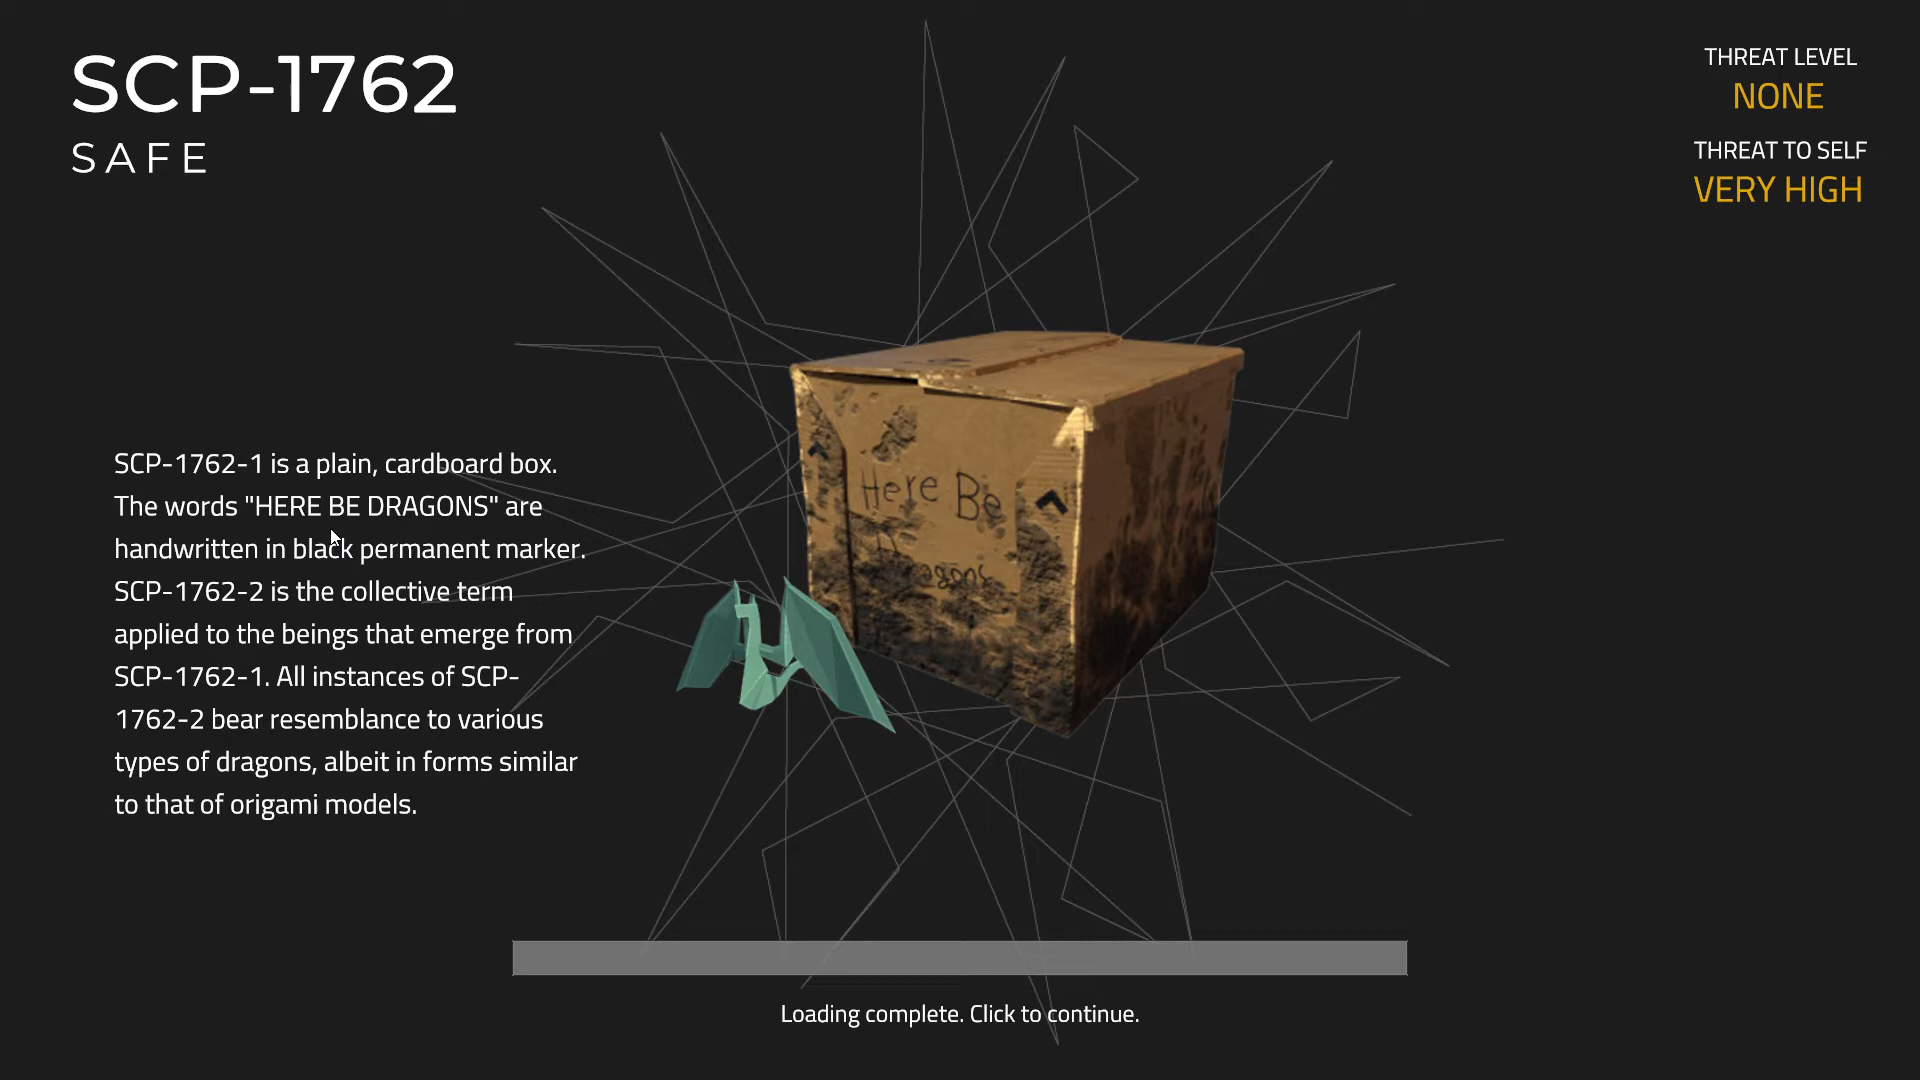 SCP-1762
SAFE
THREAT LEVEL
NONE
THREAT TO SELF
VERY HIGH
SCP-1762-1 is a plain, cardboard box.
The words "HERE BE DRAGONS" are
handwritten in black permanent marker.
SCP-1762-2 is the collective term
applied to the beings that emerge from
SCP-1762-1. All instances of SCP-
1762-2 bear resemblance to various
types of dragons, albeit in forms similar
to that of origami models.
Here Be
Dragons
Loading complete. Click to continue.